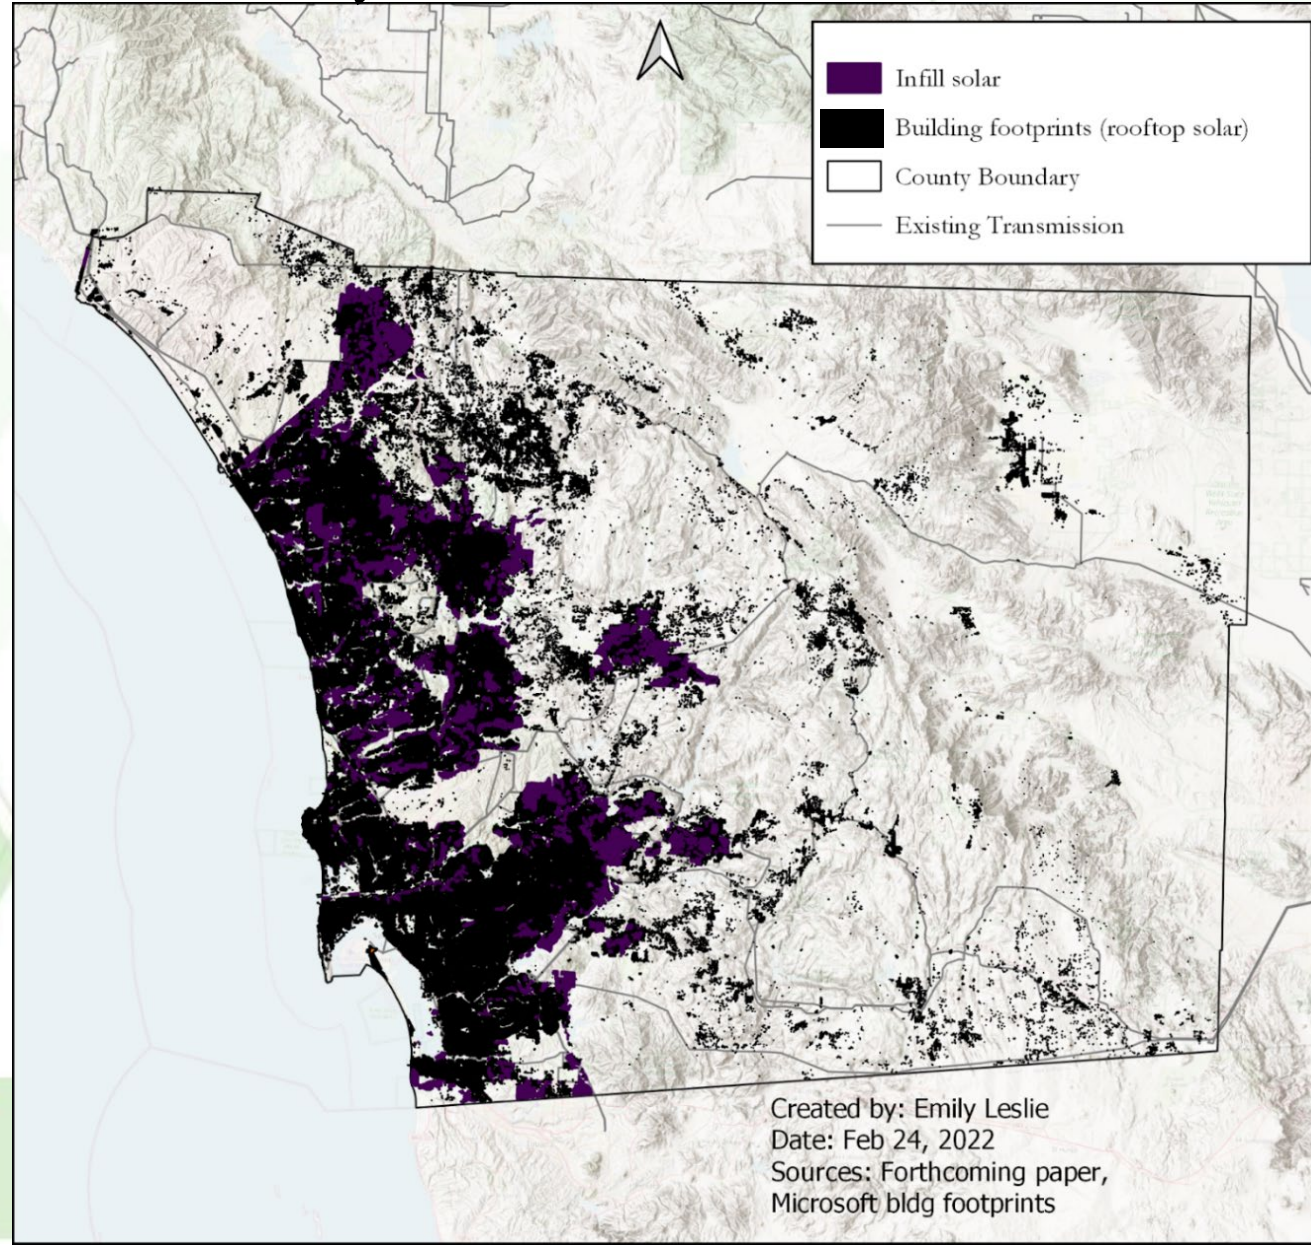 Infill solar
Building footprints (rooftop solar)
County Boundary
Existing Transmission
Created by: Emily Leslie
Date: Feb 24, 2022
Sources: Forthcoming paper,
Microsoft bldg footprints